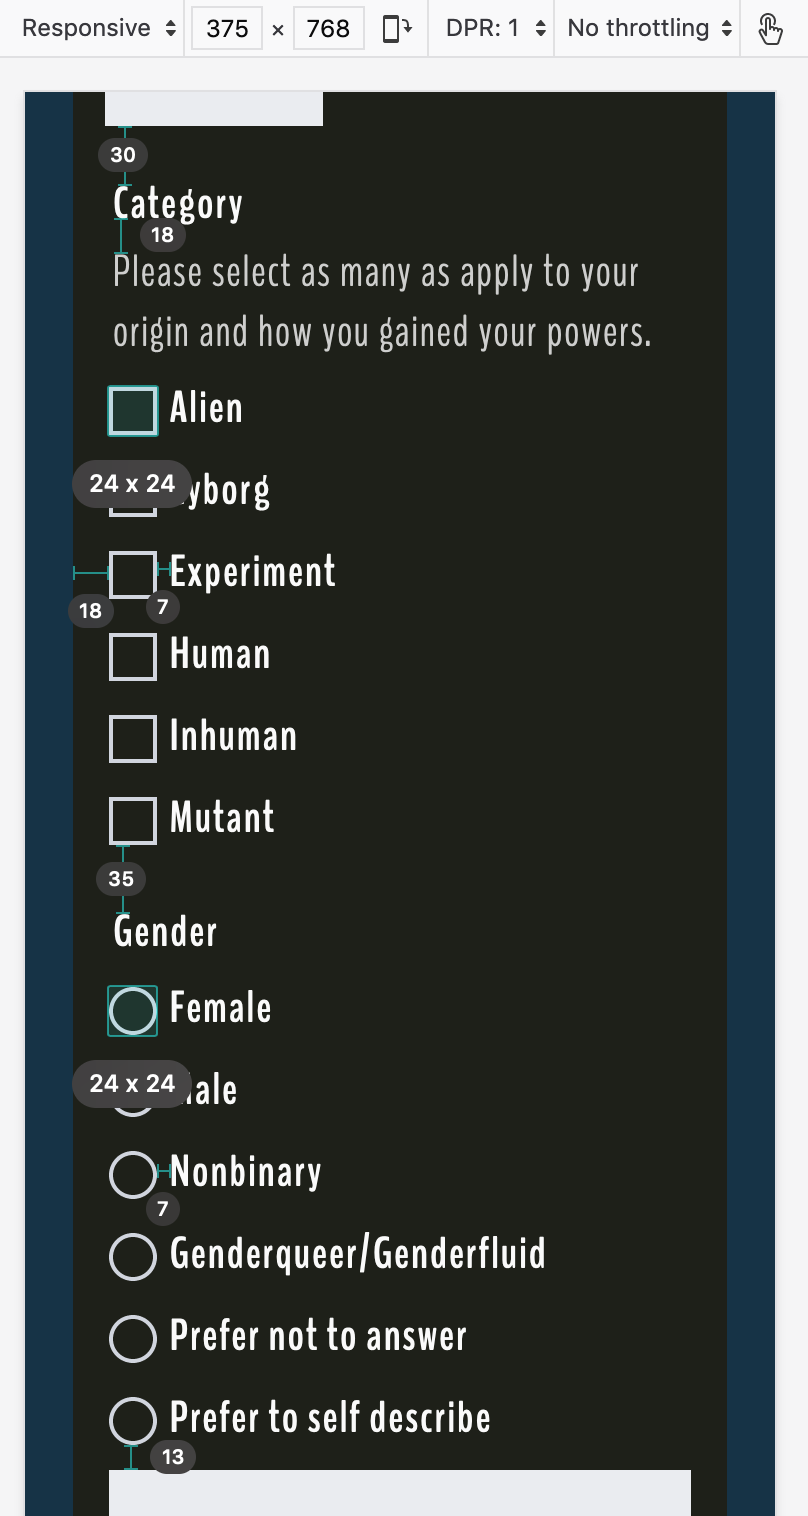 Responsive 375 × 768 DPR: 1 No throttling
30
Category
18
Please select as many as apply to your
origin and how you gained your powers.
Alien
24 x 24 yborg
Experiment
18 7
Human
Inhuman
Mutant
35
Gender
Female
24 x 24 ale
Nonbinary
7
Genderqueer/Genderfluid
Prefer not to answer
Prefer to self describe
13